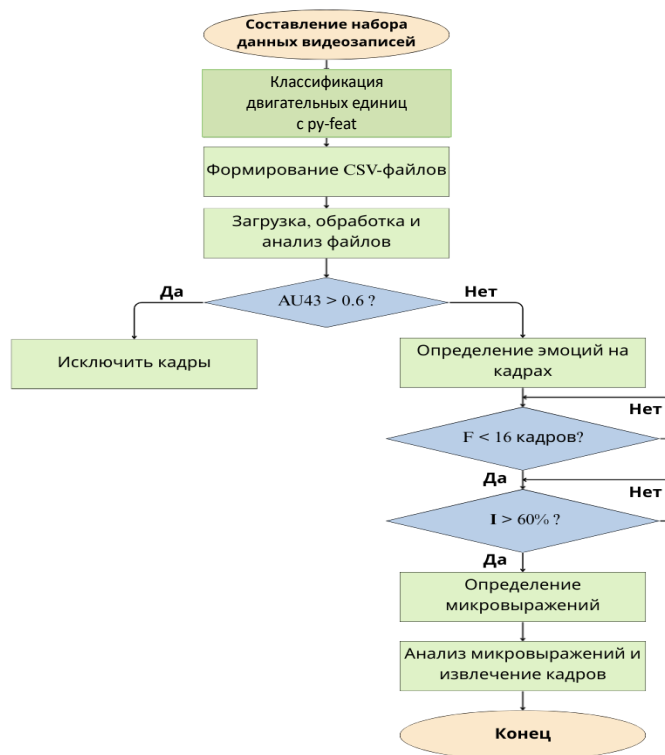 Составление набора
данных видеозаписей
Классификация
двигательных единиц
с py-feat
Формирование CSV-файлов
Загрузка, обработка и
анализ файлов
Да
AU43 > 0.6 ?
Нет
Исключить кадры
Определение эмоций на
кадрах
Нет
F < 16 кадров?
Да
Нет
I > 60% ?
Да
Определение
микровыражений
Анализ микровыражений и
извлечение кадров
Конец